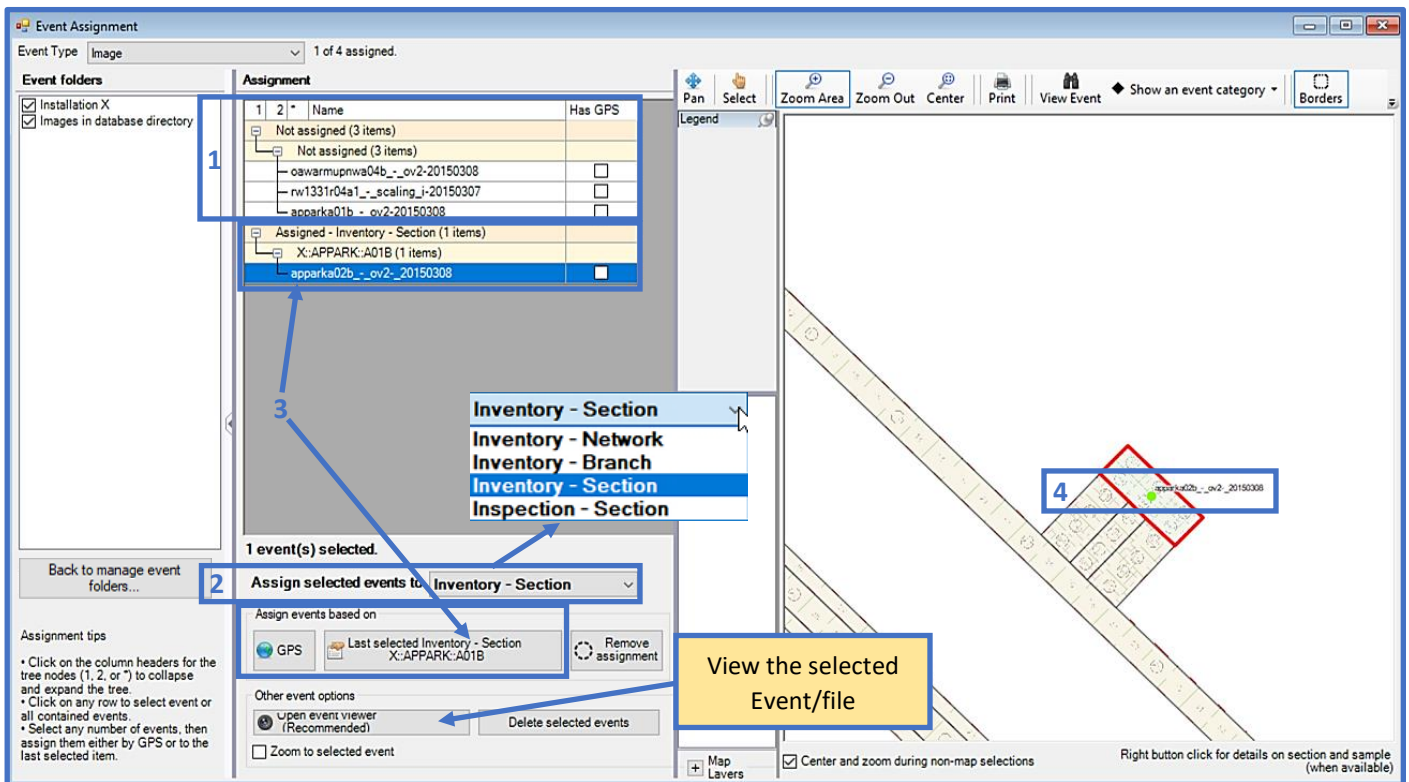 Event Assignment
Event Type Image 1 of 4 assigned.
Event folders
Installation X
Images in database directory
Assignment
1 2 * Name Has GPS
Not assigned (3 items)
Not assigned (3 items)
oawarmupnwa04b_-_ov2-20150308
rw1331r04a1_-_scaling_i-20150307
apparka01b_-_ov2-20150308
Assigned - Inventory - Section (1 items)
X::APPARK::A01B (1 items)
apparka02b_-_ov2-_20150308
1
3
Inventory - Section
Inventory - Network
Inventory - Branch
Inventory - Section
Inspection - Section
1 event(s) selected.
2 Assign selected events to Inventory - Section
Assign events based on
GPS
Last selected Inventory - Section
X::APPARK::A01B
Remove
assignment
Other event options
Open event viewer
(Recommended)
Delete selected events
Zoom to selected event
View the selected
Event/file
Back to manage event
folders...
Assignment tips
• Click on the column headers for the
tree nodes (1, 2, or *) to collapse
and expand the tree.
• Click on any row to select event or
all contained events.
• Select any number of events, then
assign them either by GPS or to the
last selected item.
Pan Select Zoom Area Zoom Out Center Print View Event Show an event category Borders
Legend
4
apparka02b_-_ov2-_20150308
+ Map
Layers
Center and zoom during non-map selections
Right button click for details on section and sample
(when available)